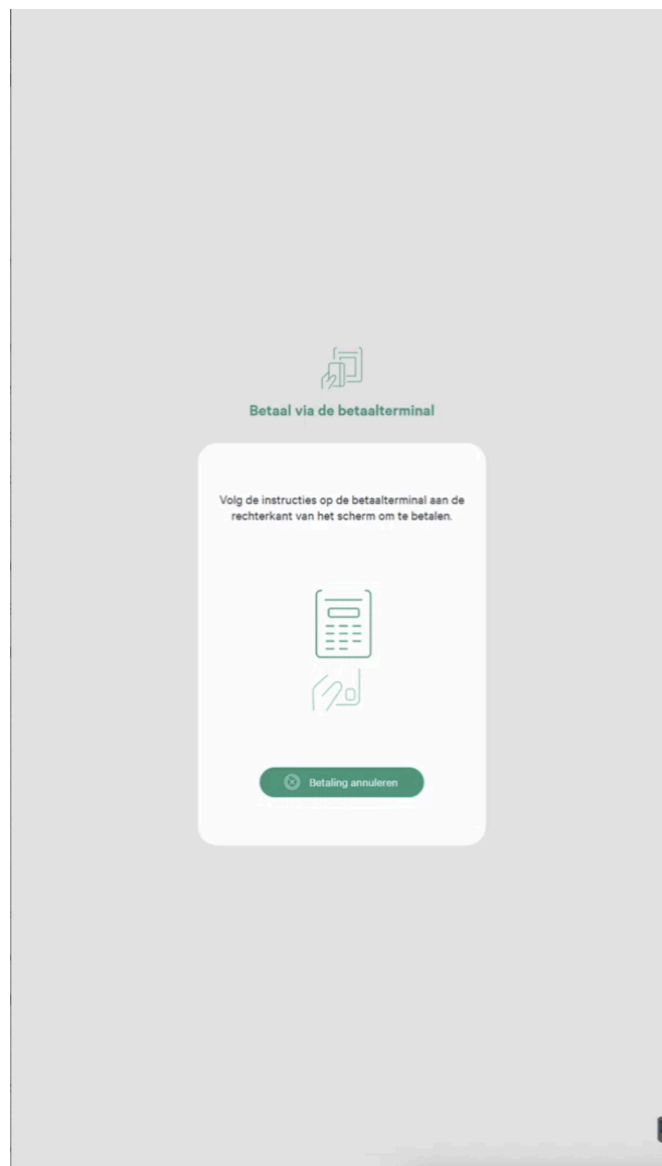 Betaal via de betaalterminal
Volg de instructies op de betaalterminal aan de
rechterkant van het scherm om te betalen.
Betaling annuleren